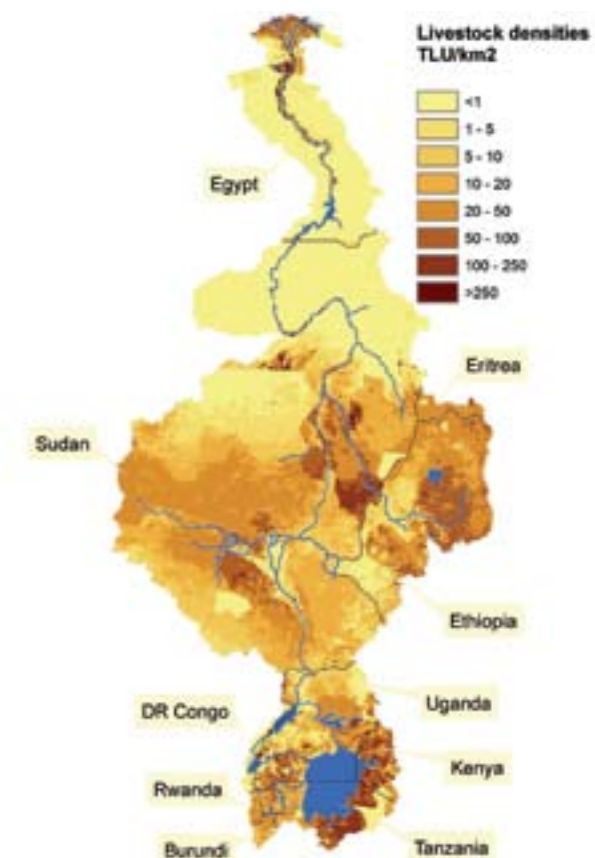 Livestock densities
TLU/km2
<1
1 - 5
5 - 10
10 - 20
20 - 50
50 - 100
100 - 250
>250
Egypt
Eritrea
Sudan
Ethiopia
DR Congo
Uganda
Kenya
Rwanda
Burundi
Tanzania